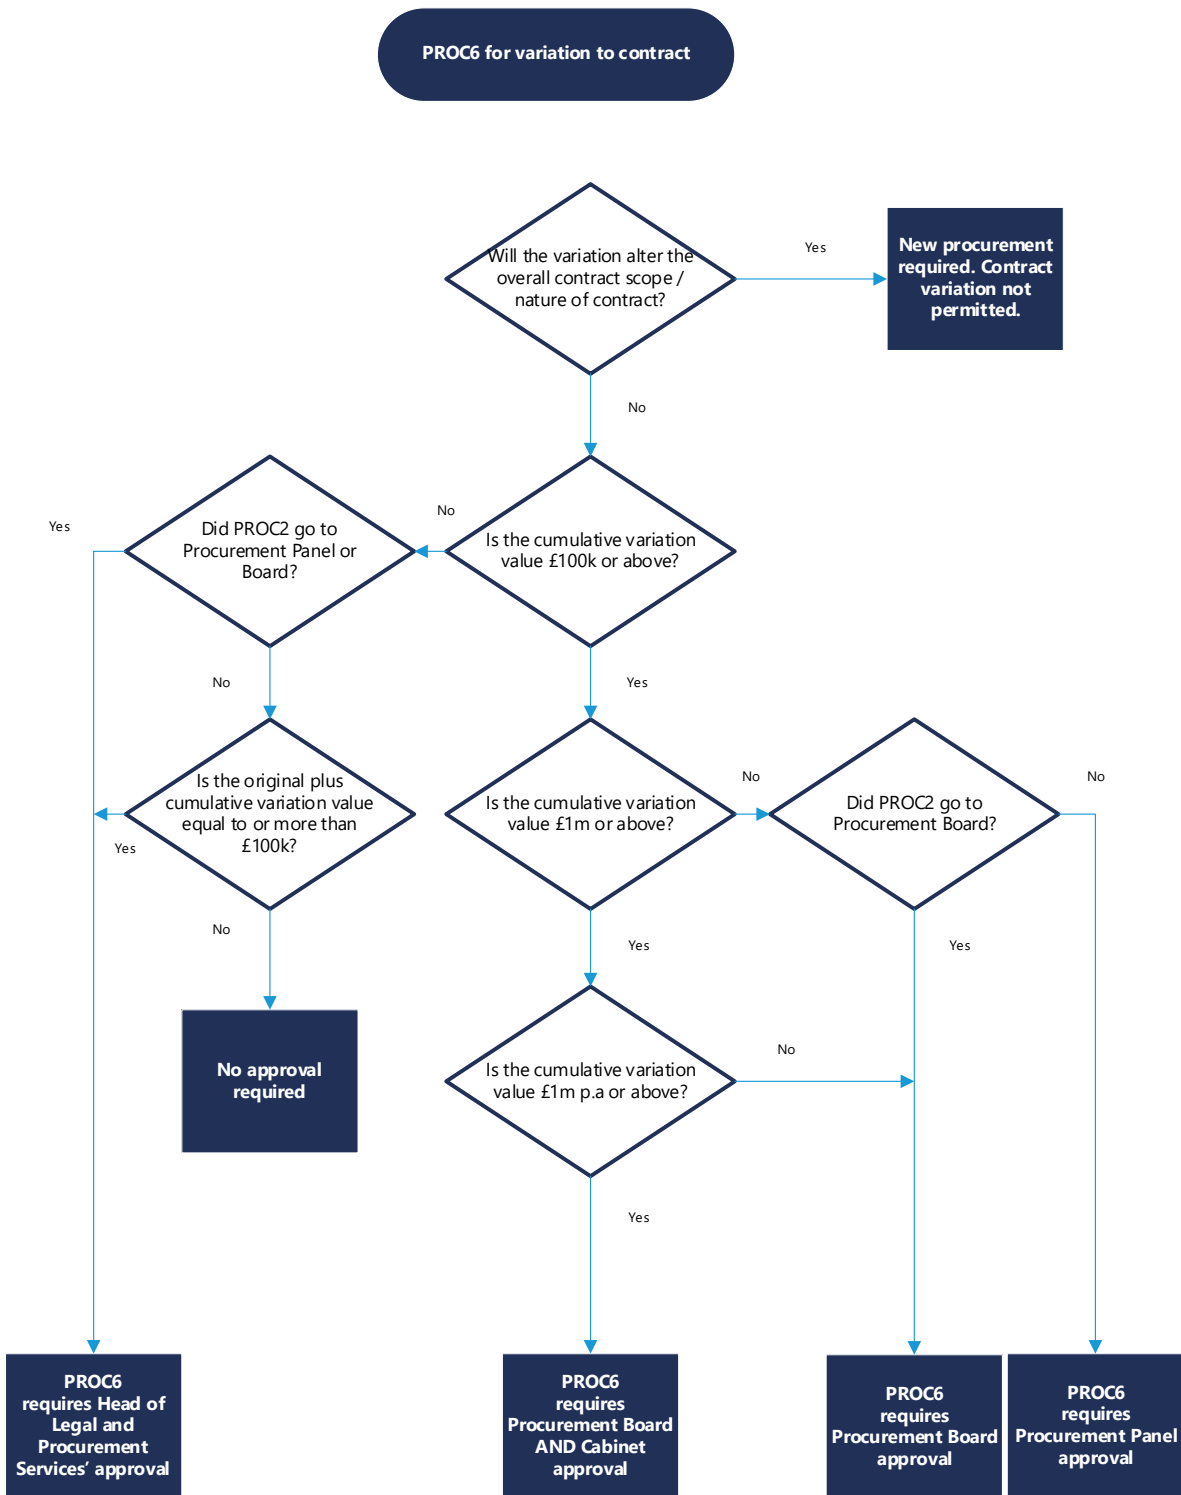 PROC6 for variation to contract
Will the variation alter the
overall contract scope /
nature of contract?
Yes
New procurement
required. Contract
variation not
permitted.
No
Yes
Did PROC2 go to
Procurement Panel or
Board?
No
Is the cumulative variation
value £100k or above?
No
Yes
Is the original plus
cumulative variation value
equal to or more than
£100k?
Yes
Is the cumulative variation
value £1m or above?
No
Did PROC2 go to
Procurement Board?
No
No
Yes
Yes
No approval
required
Is the cumulative variation
value £1m p.a or above?
No
Yes
PROC6
requires Head of
Legal and
Procurement
Services’ approval
PROC6
requires
Procurement Board
AND Cabinet
approval
PROC6
requires
Procurement Board
approval
PROC6
requires
Procurement Panel
approval